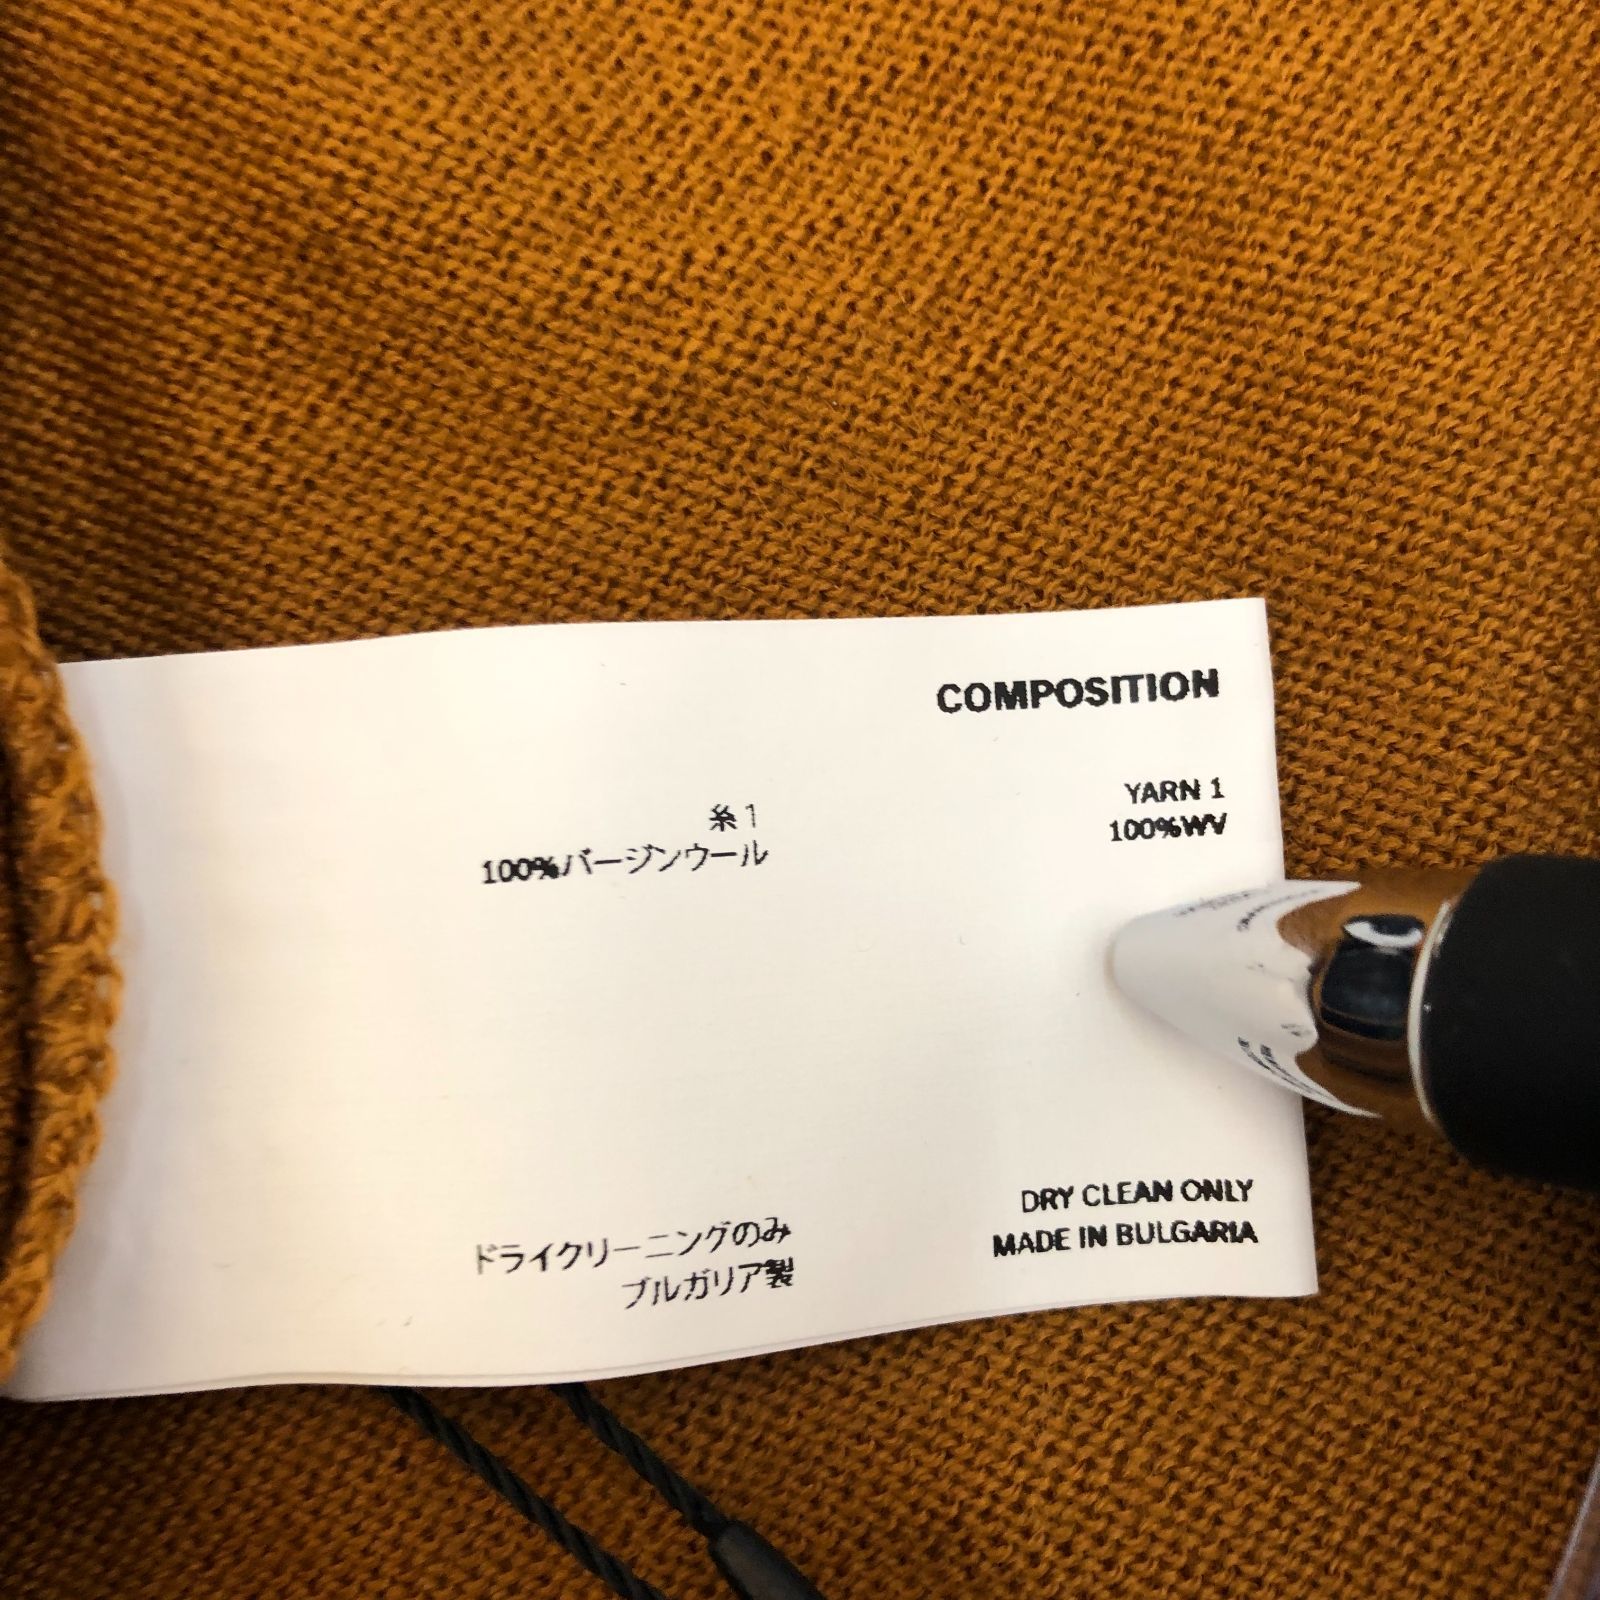 COMPOSITION
YARN 1
100%WV
糸1
100%バージンウール
DRY CLEAN ONLY
MADE IN BULGARIA
ドライクリーニングのみ
ブルガリア製